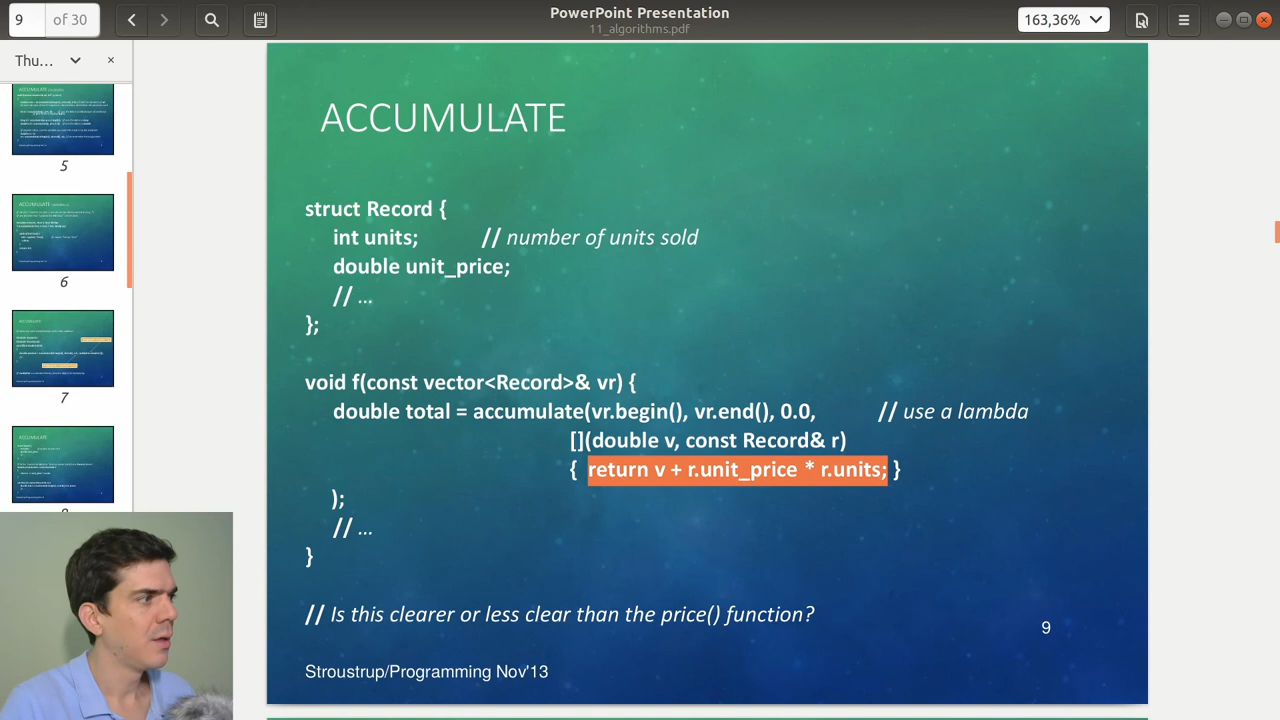 9
of 30
PowerPoint Presentation
11_algorithms.pdf
163,36%
Thu...
5
6
7
ACCUMULATE
struct Record {
int units; // number of units sold
double unit_price;
// ...
};
void f(const vector<Record>& vr) {
double total = accumulate(vr.begin(), vr.end(), 0.0, // use a lambda
[](double v, const Record& r)
{ return v + r.unit_price * r.units; }
);
// ...
}
// Is this clearer or less clear than the price() function?
9
Stroustrup/Programming Nov'13